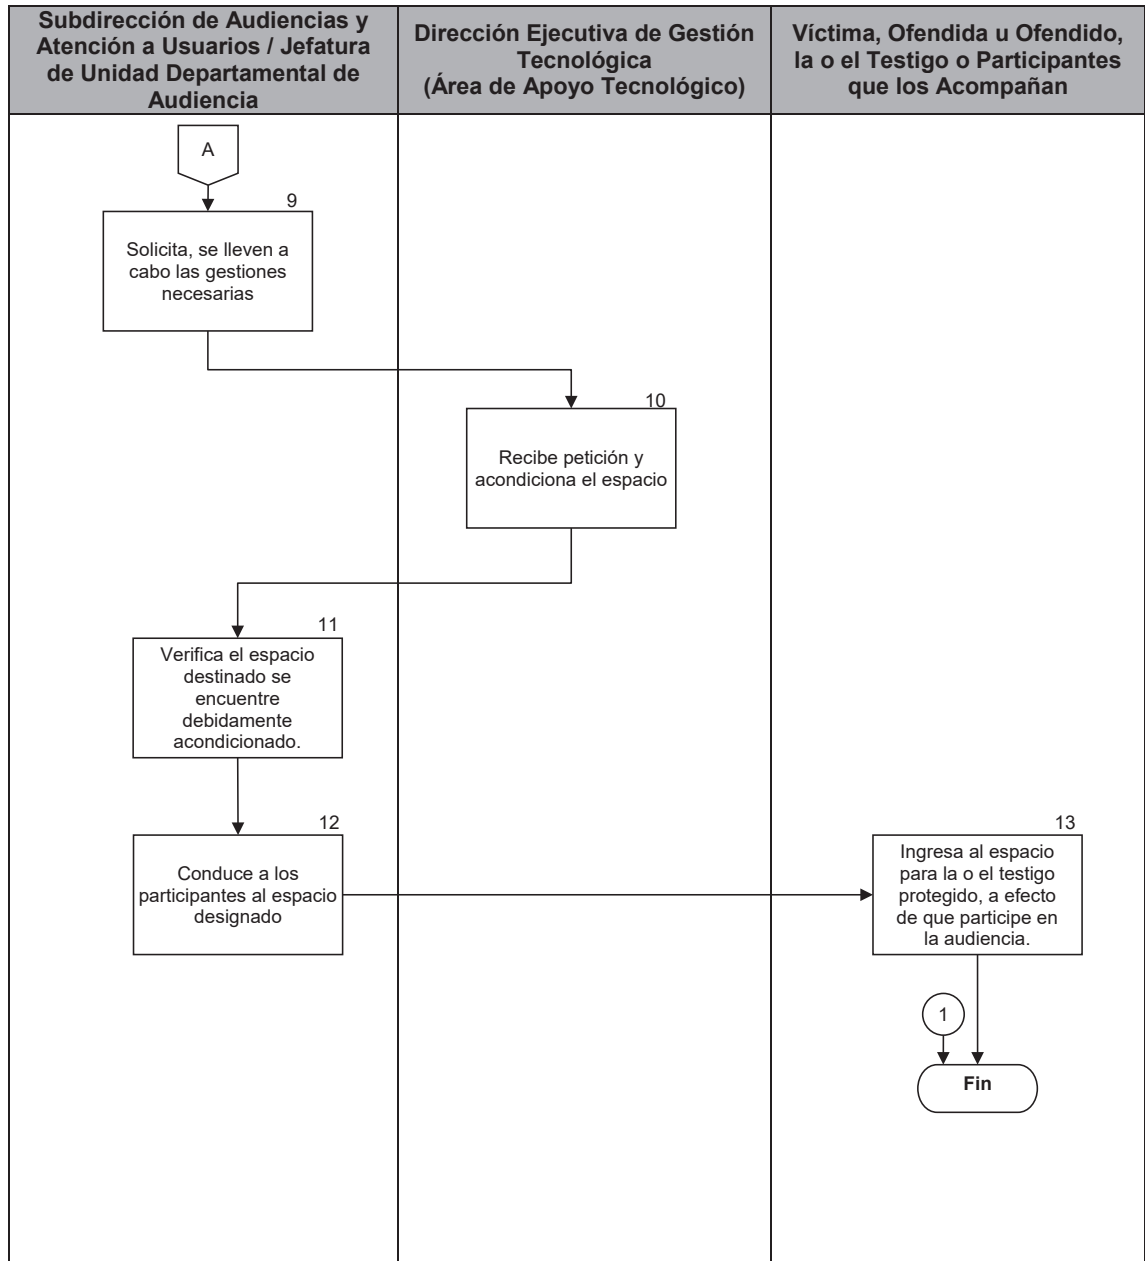 Subdirección de Audiencias y
Atención a Usuarios / Jefatura
de Unidad Departamental de
Audiencia
Dirección Ejecutiva de Gestión
Tecnológica
(Área de Apoyo Tecnológico)
Víctima, Ofendida u Ofendido,
la o el Testigo o Participantes
que los Acompañan
A
9
Solicita, se lleven a
cabo las gestiones
necesarias
10
Recibe petición y
acondiciona el espacio
11
Verifica el espacio
destinado se
encuentre
debidamente
acondicionado.
12
Conduce a los
participantes al espacio
designado
13
Ingresa al espacio
para la o el testigo
protegido, a efecto
de que participe en
la audiencia.
1
Fin